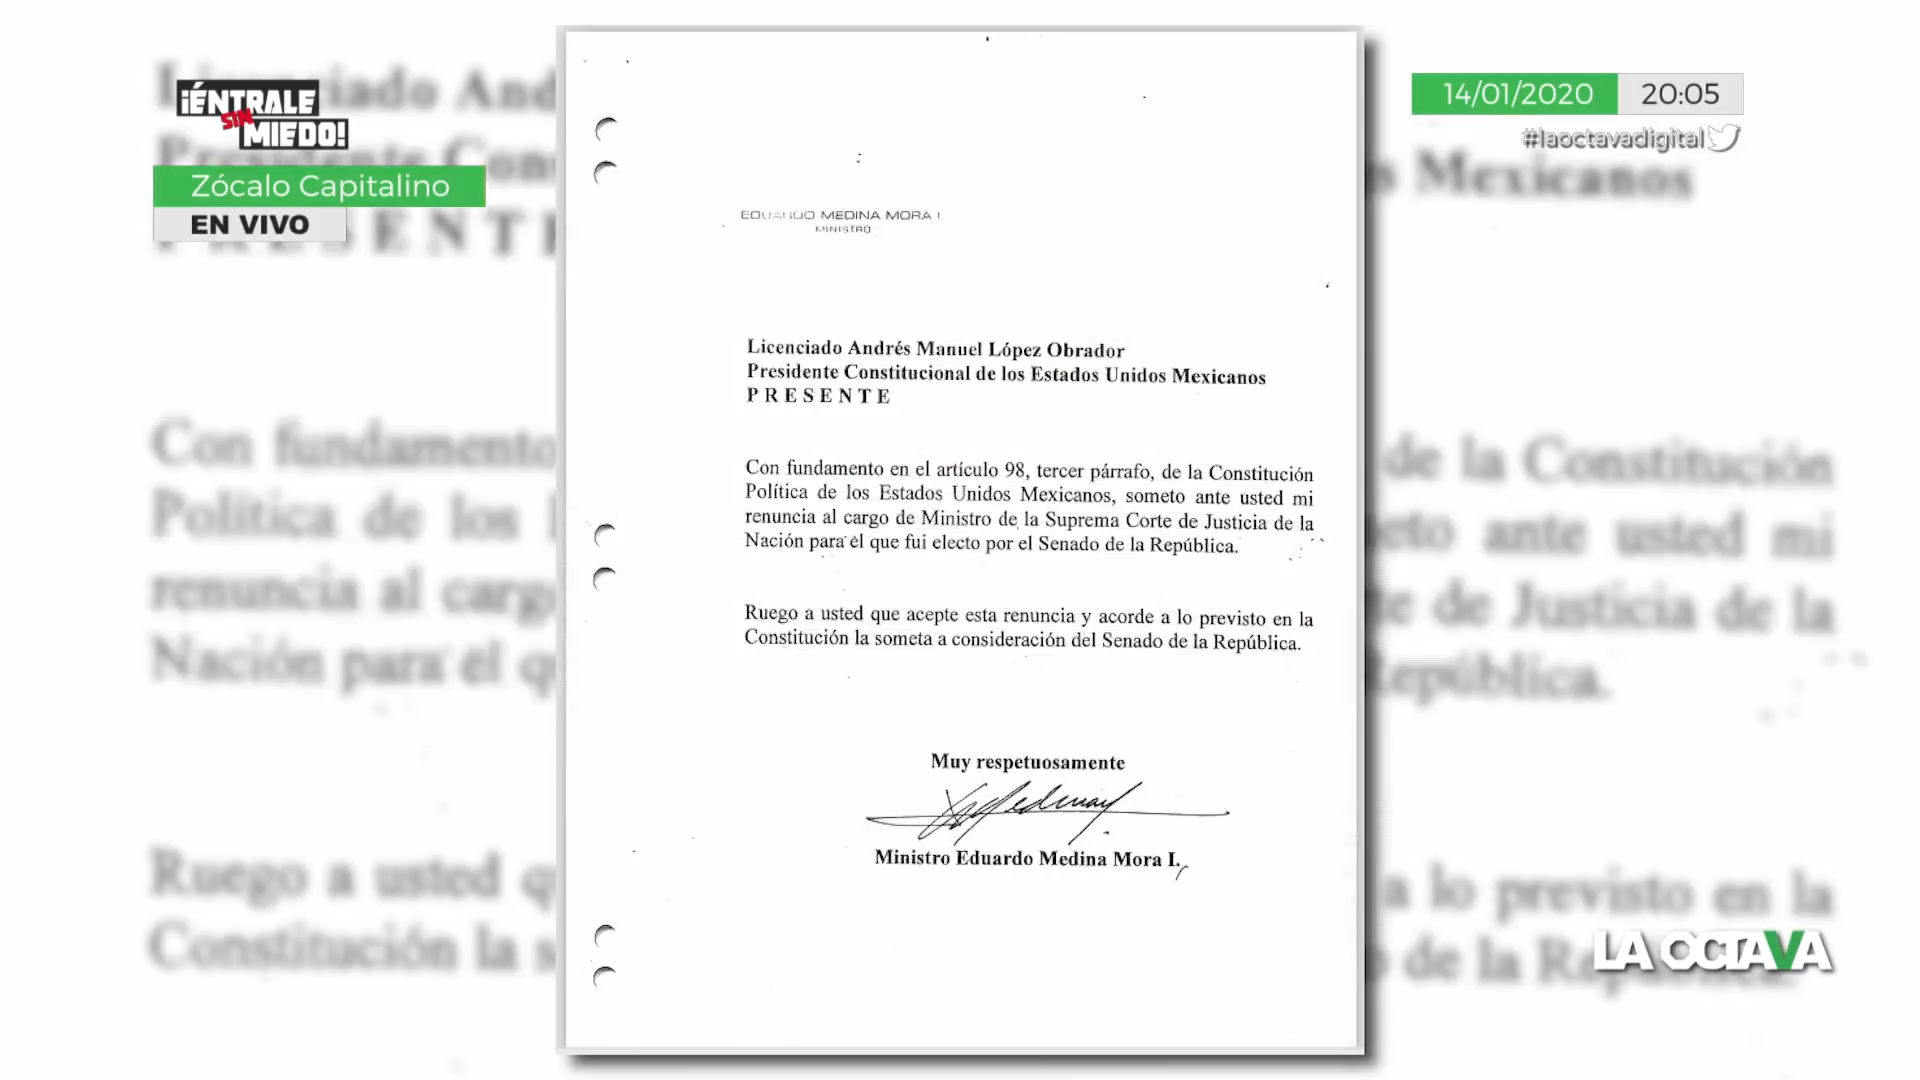 ¡ÉNTRALE
SIN
MIEDO!
Zócalo Capitalino
EN VIVO
14/01/2020 20:05
#laoctavadigital
EDUARDO MEDINA MORA I
MINISTRO
Licenciado Andrés Manuel López Obrador
Presidente Constitucional de los Estados Unidos Mexicanos
P R E S E N T E
Con fundamento en el artículo 98, tercer párrafo, de la Constitución
Política de los Estados Unidos Mexicanos, someto ante usted mi
renuncia al cargo de Ministro de la Suprema Corte de Justicia de la
Nación para él que fui electo por el Senado de la República.
Ruego a usted que acepte esta renuncia y acorde a lo previsto en la
Constitución la someta a consideración del Senado de la República.
Muy respetuosamente
Ministro Eduardo Medina Mora I.
LA OCTAVA